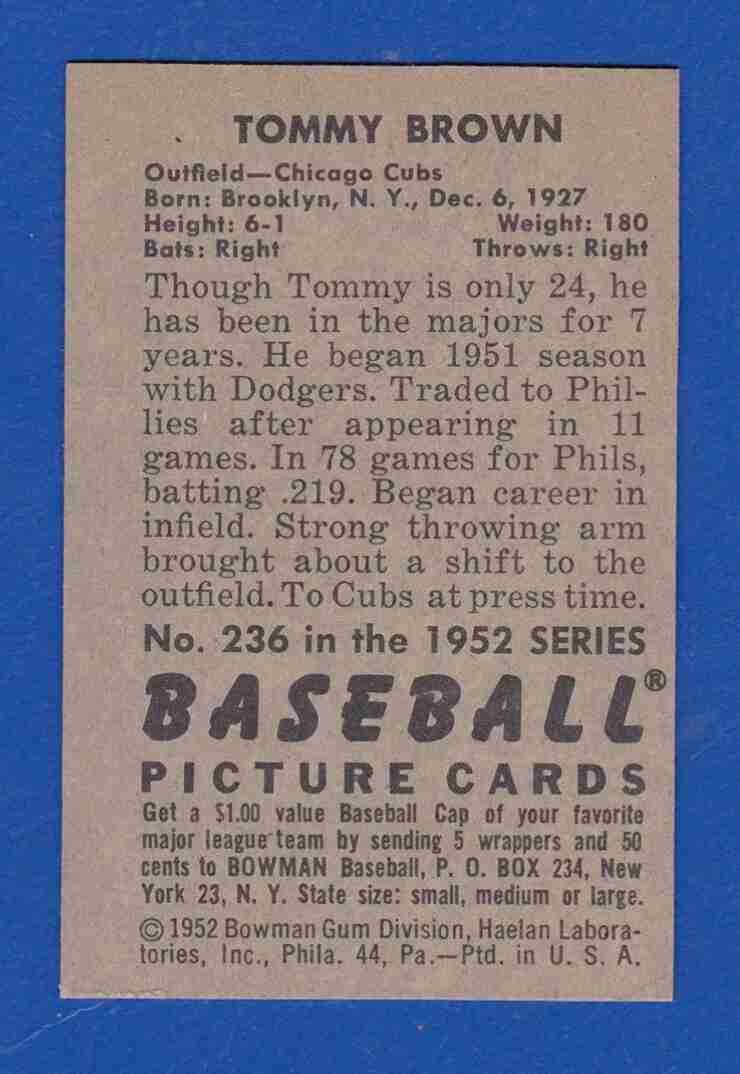 TOMMY BROWN
Outfield—Chicago Cubs
Born: Brooklyn, N. Y., Dec. 6, 1927
Height: 6-1 Weight: 180
Bats: Right Throws: Right
Though Tommy is only 24, he
has been in the majors for 7
years. He began 1951 season
with Dodgers. Traded to Phil-
lies after appearing in 11
games. In 78 games for Phils,
batting .219. Began career in
infield. Strong throwing arm
brought about a shift to the
outfield. To Cubs at press time.
No. 236 in the 1952 SERIES
BASEBALL®
PICTURE CARDS
Get a $1.00 value Baseball Cap of your favorite
major league team by sending 5 wrappers and 50
cents to BOWMAN Baseball, P. O. BOX 234, New
York 23, N. Y. State size: small, medium or large.
© 1952 Bowman Gum Division, Haelan Labora-
tories, Inc., Phila. 44, Pa.—Ptd. in U. S. A.